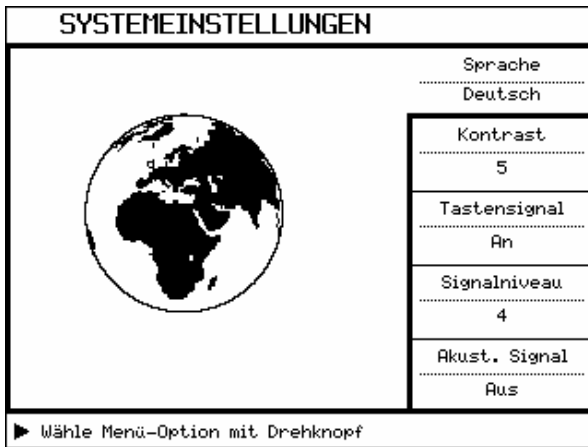 SYSTEMEINSTELLUNGEN
Sprache
Deutsch
Kontrast
5
Tastensignal
An
Signalniveau
4
Akust. Signal
Aus
Wähle Menü-Option mit Drehknopf